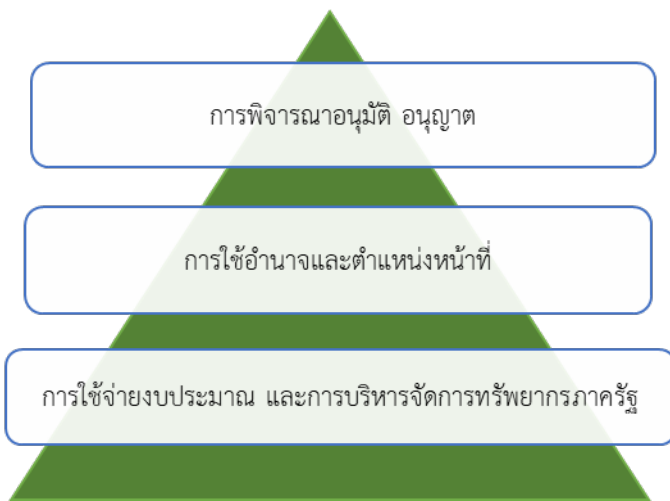 การพิจารณาอนุมัติ อนุญาต
การใช้อำนาจและตำแหน่งหน้าที่
การใช้จ่ายงบประมาณ และการบริหารจัดการทรัพยากรภาครัฐ